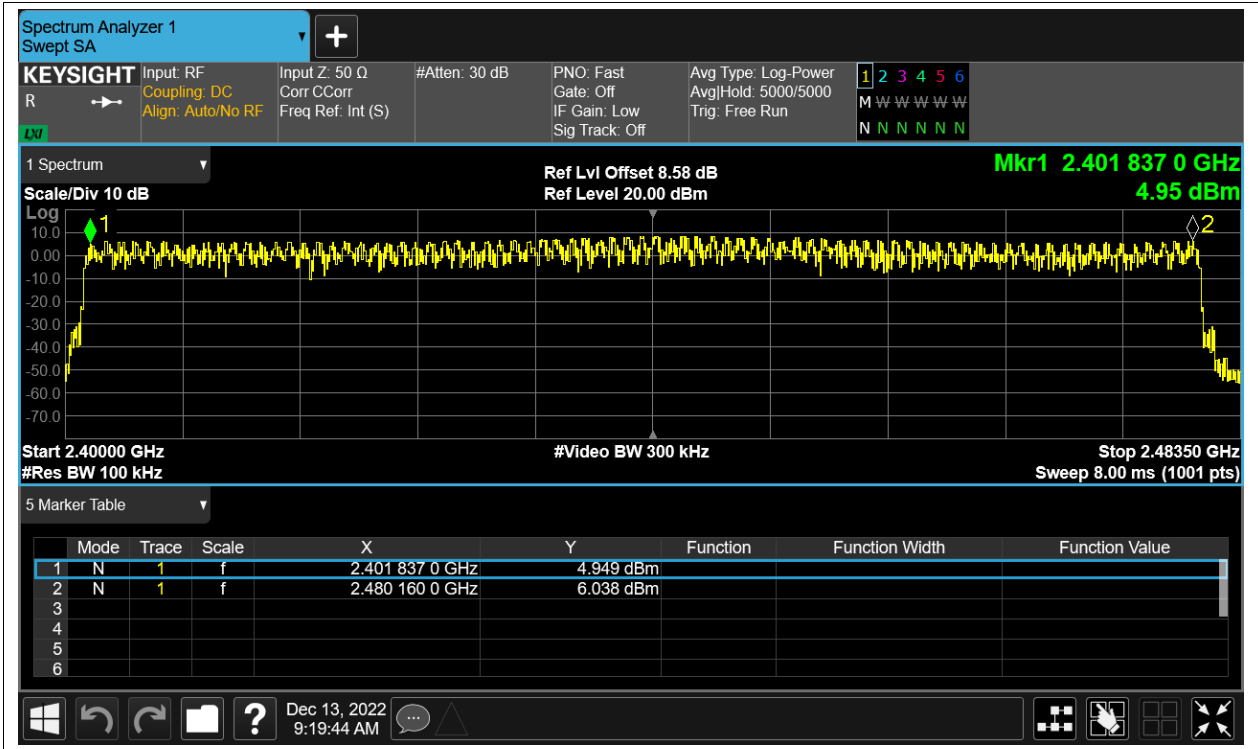 Spectrum Analyzer 1
Swept SA
▼
+
KEYSIGHT
R
LXI
Input: RF
Coupling: DC
Align: Auto/No RF
Input Z: 50 Ω
Corr CCorr
Freq Ref: Int (S)
#Atten: 30 dB
PNO: Fast
Gate: Off
IF Gain: Low
Sig Track: Off
Avg Type: Log-Power
Avg|Hold: 5000/5000
Trig: Free Run
1 2 3 4 5 6
M W W W W W
N N N N N N
1 Spectrum ▼
Scale/Div 10 dB
Ref Lvl Offset 8.58 dB
Ref Level 20.00 dBm
Mkr1 2.401 837 0 GHz
4.95 dBm
Log
10.0
0.00
-10.0
-20.0
-30.0
-40.0
-50.0
-60.0
-70.0
1
2
Start 2.40000 GHz
#Res BW 100 kHz
#Video BW 300 kHz
Stop 2.48350 GHz
Sweep 8.00 ms (1001 pts)
5 Marker Table ▼
Mode Trace Scale X Y Function Function Width Function Value
1 N 1 f 2.401 837 0 GHz 4.949 dBm
2 N 1 f 2.480 160 0 GHz 6.038 dBm
3
4
5
6
?
Dec 13, 2022
9:19:44 AM